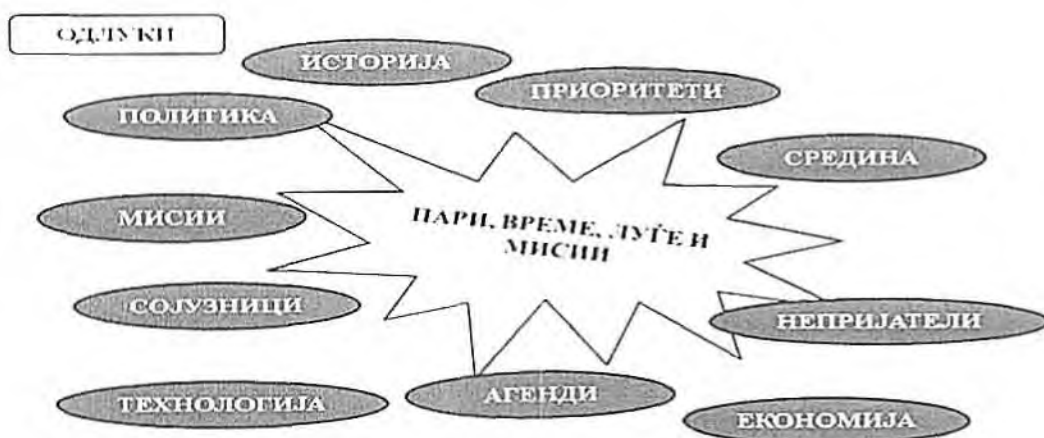 ОДЛУКИ
ИСТОРИЈА
ПРИОРИТЕТИ
ПОЛИТИКА
СРЕДИНА
МИСИИ
ПАРИ, ВРЕМЕ, ЛУЃЕ И
МИСИИ
СОЈУЗНИЦИ
НЕПРИЈАТЕЛИ
ТЕХНОЛОГИЈА
АГЕНДИ
ЕКОНОМИЈА